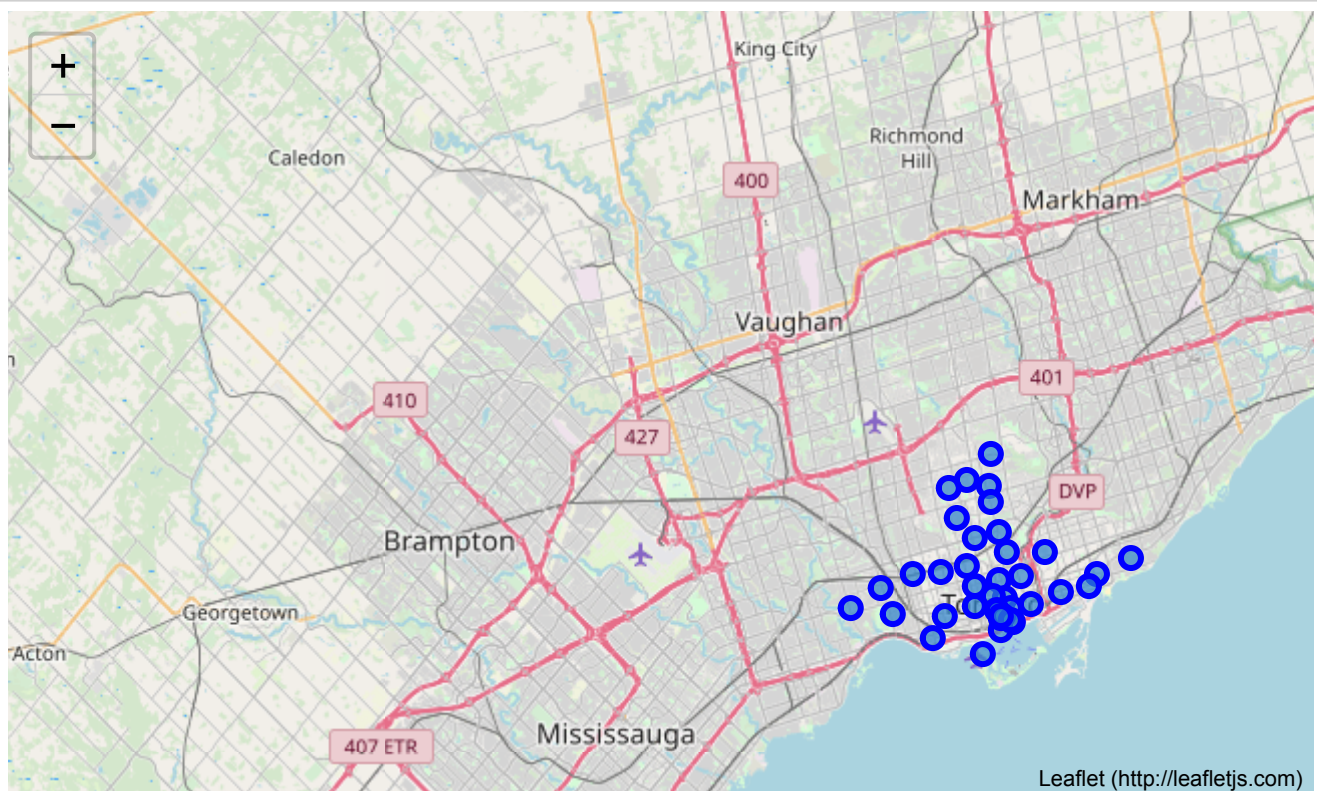 +
−
King City
Caledon
Richmond
Hill
400
Markham
Vaughan
401
410
427
DVP
Brampton
Georgetown
Acton
Mississauga
407 ETR
Leaflet (http://leafletjs.com)